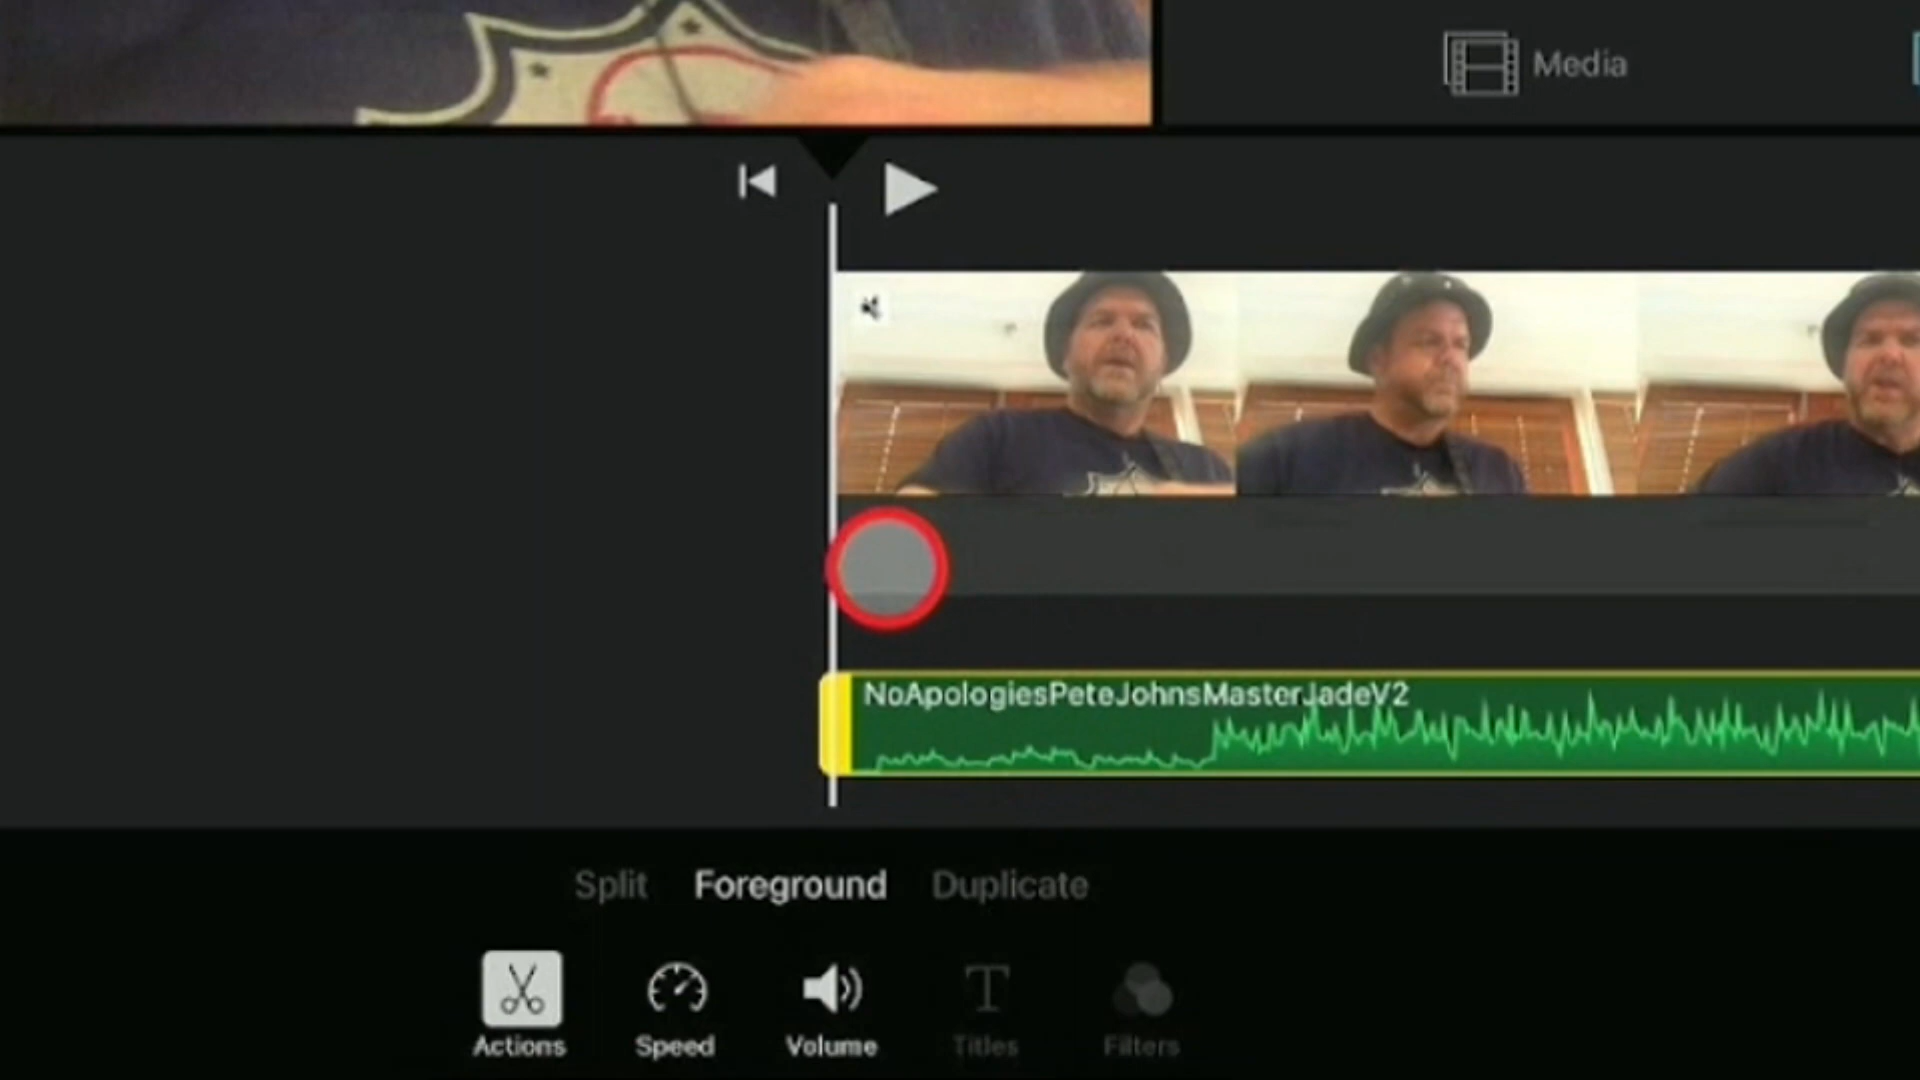 Media
NoApologiesPeteJohnsMasterJadeV2
Split Foreground Duplicate
Actions Speed Volume Titles Filters